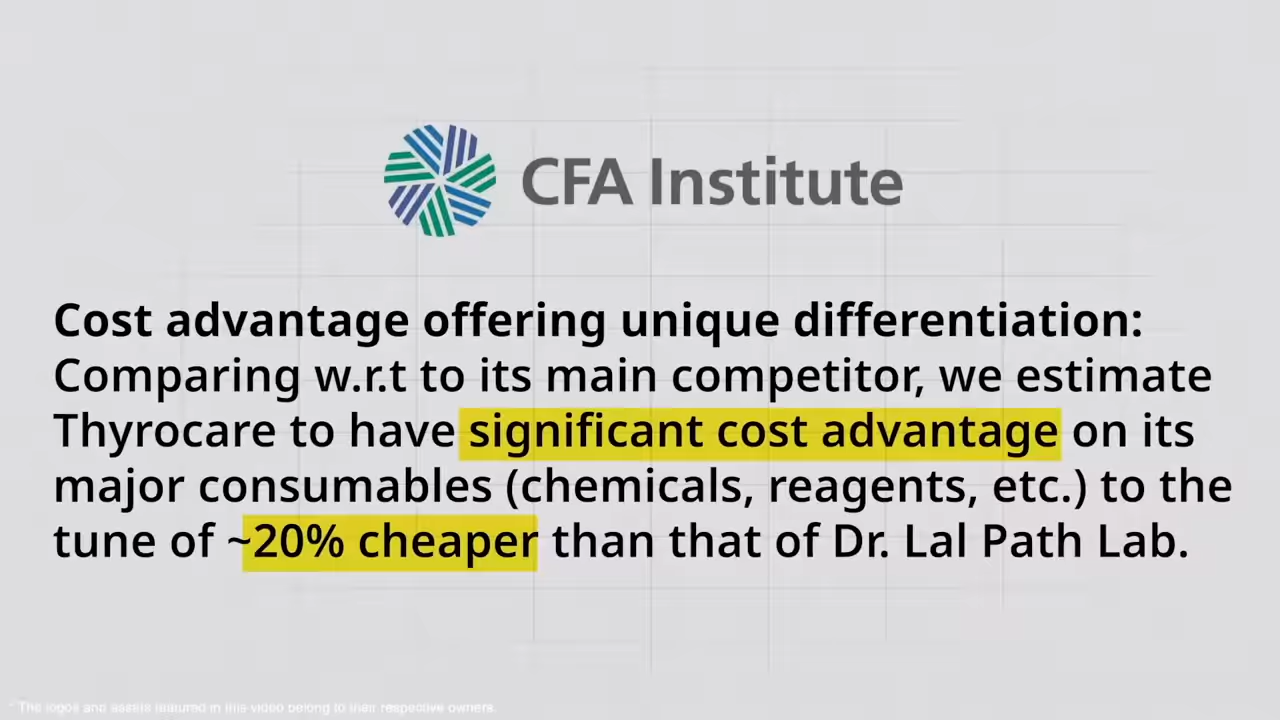 CFA Institute
Cost advantage offering unique differentiation:
Comparing w.r.t to its main competitor, we estimate
Thyrocare to have significant cost advantage on its
major consumables (chemicals, reagents, etc.) to the
tune of ~20% cheaper than that of Dr. Lal Path Lab.
* The logos and assets featured in this video belong to their respective owners.